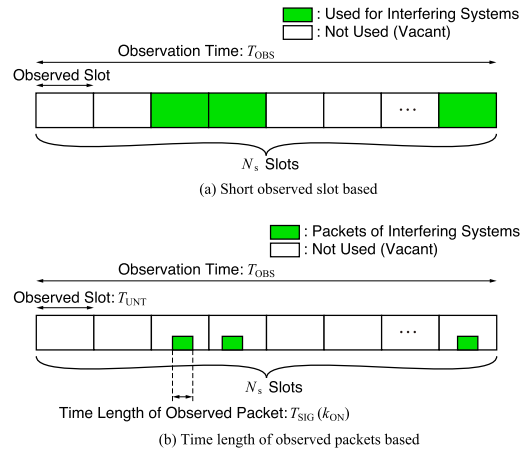 : Used for Interfering Systems
: Not Used (Vacant)
Observation Time: T_OBS
Observed Slot
...
N_s Slots
(a) Short observed slot based
: Packets of Interfering Systems
: Not Used (Vacant)
Observation Time: T_OBS
Observed Slot: T_UNT
...
N_s Slots
Time Length of Observed Packet: T_SIG (k_ON)
(b) Time length of observed packets based